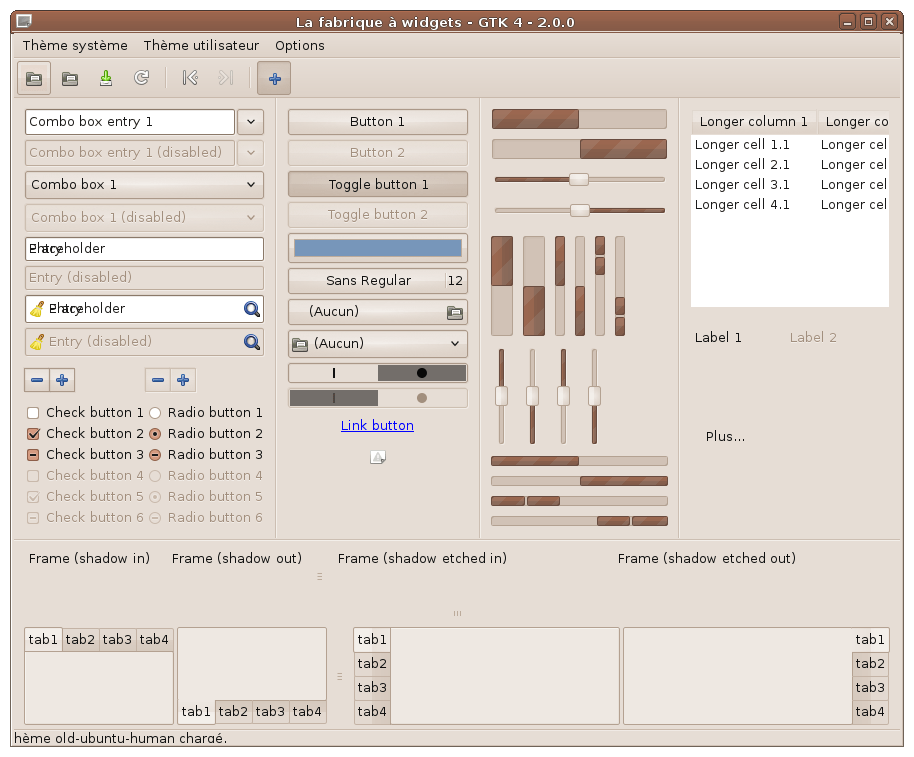 La fabrique à widgets - GTK 4 - 2.0.0
Thème système Thème utilisateur Options
Combo box entry 1
Combo box entry 1 (disabled)
Combo box 1
Combo box 1 (disabled)
Placeholder
Entry (disabled)
Placeholder
Entry (disabled)
Check button 1 Radio button 1
Check button 2 Radio button 2
Check button 3 Radio button 3
Check button 4 Radio button 4
Check button 5 Radio button 5
Check button 6 Radio button 6
Button 1
Button 2
Toggle button 1
Toggle button 2
Sans Regular 12
(Aucun)
(Aucun)
Link button
Longer column 1 Longer co
Longer cell 1.1 Longer cel
Longer cell 2.1 Longer cel
Longer cell 3.1 Longer cel
Longer cell 4.1 Longer cel
Label 1 Label 2
Plus...
Frame (shadow in) Frame (shadow out) Frame (shadow etched in) Frame (shadow etched out)
tab1 tab2 tab3 tab4
tab1 tab2 tab3 tab4
tab1
tab2
tab3
tab4
tab1
tab2
tab3
tab4
hème old-ubuntu-human chargé.